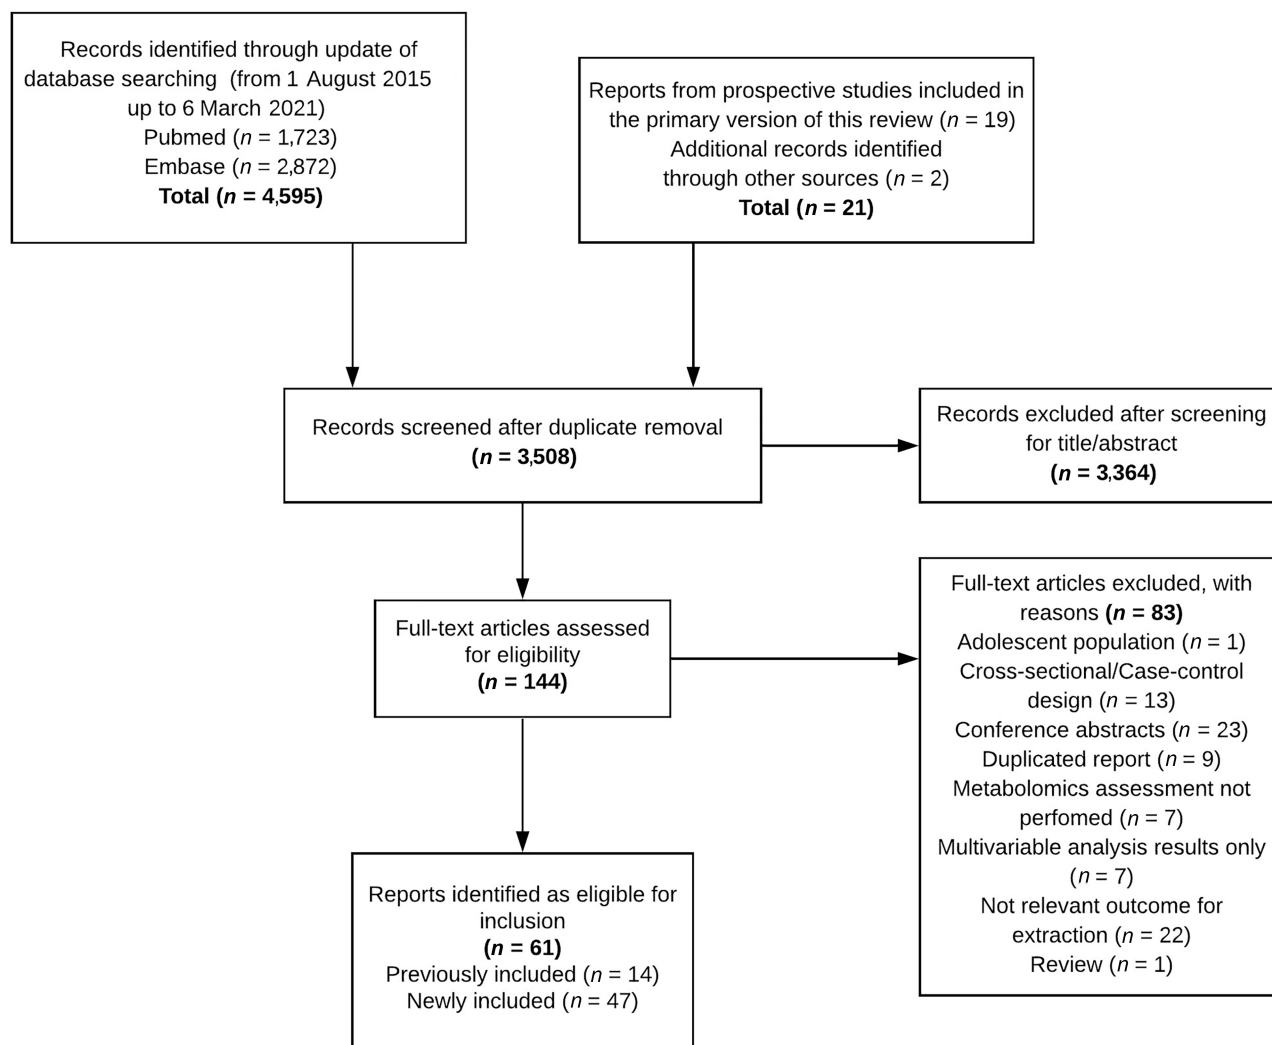 Records identified through update of
database searching (from 1 August 2015
up to 6 March 2021)
Pubmed (n = 1,723)
Embase (n = 2,872)
Total (n = 4,595)
Reports from prospective studies included in
the primary version of this review (n = 19)
Additional records identified
through other sources (n = 2)
Total (n = 21)
Records screened after duplicate removal
(n = 3,508)
Records excluded after screening
for title/abstract
(n = 3,364)
Full-text articles assessed
for eligibility
(n = 144)
Full-text articles excluded, with
reasons (n = 83)
Adolescent population (n = 1)
Cross-sectional/Case-control
design (n = 13)
Conference abstracts (n = 23)
Duplicated report (n = 9)
Metabolomics assessment not
perfomed (n = 7)
Multivariable analysis results only
(n = 7)
Not relevant outcome for
extraction (n = 22)
Review (n = 1)
Reports identified as eligible for
inclusion
(n = 61)
Previously included (n = 14)
Newly included (n = 47)